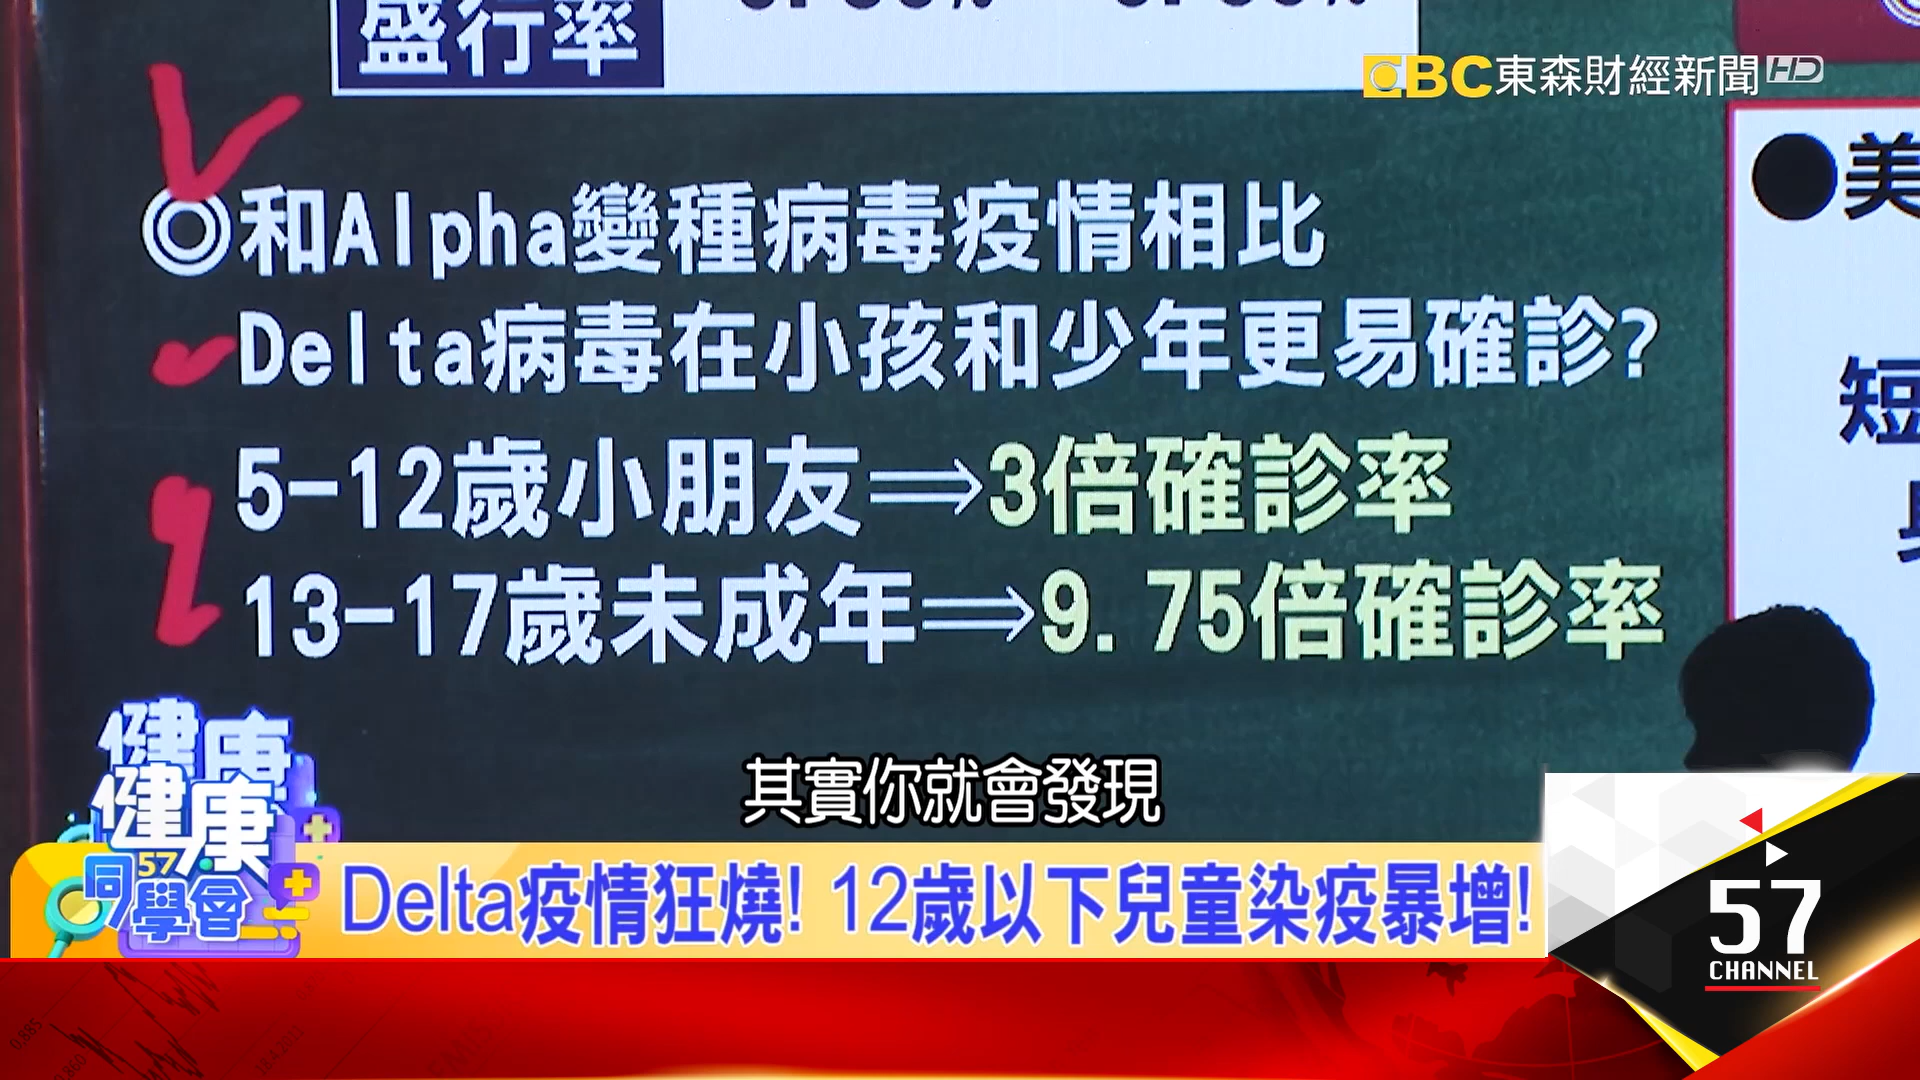 盛行率
EBC東森財經新聞HD
◎和Alpha變種病毒疫情相比
Delta病毒在小孩和少年更易確診?
5-12歲小朋友⇒3倍確診率
13-17歲未成年⇒9.75倍確診率
●美
短
其實你就會發現
健康
健康
57
同學會
Delta疫情狂燒! 12歲以下兒童染疫暴增!
57
CHANNEL